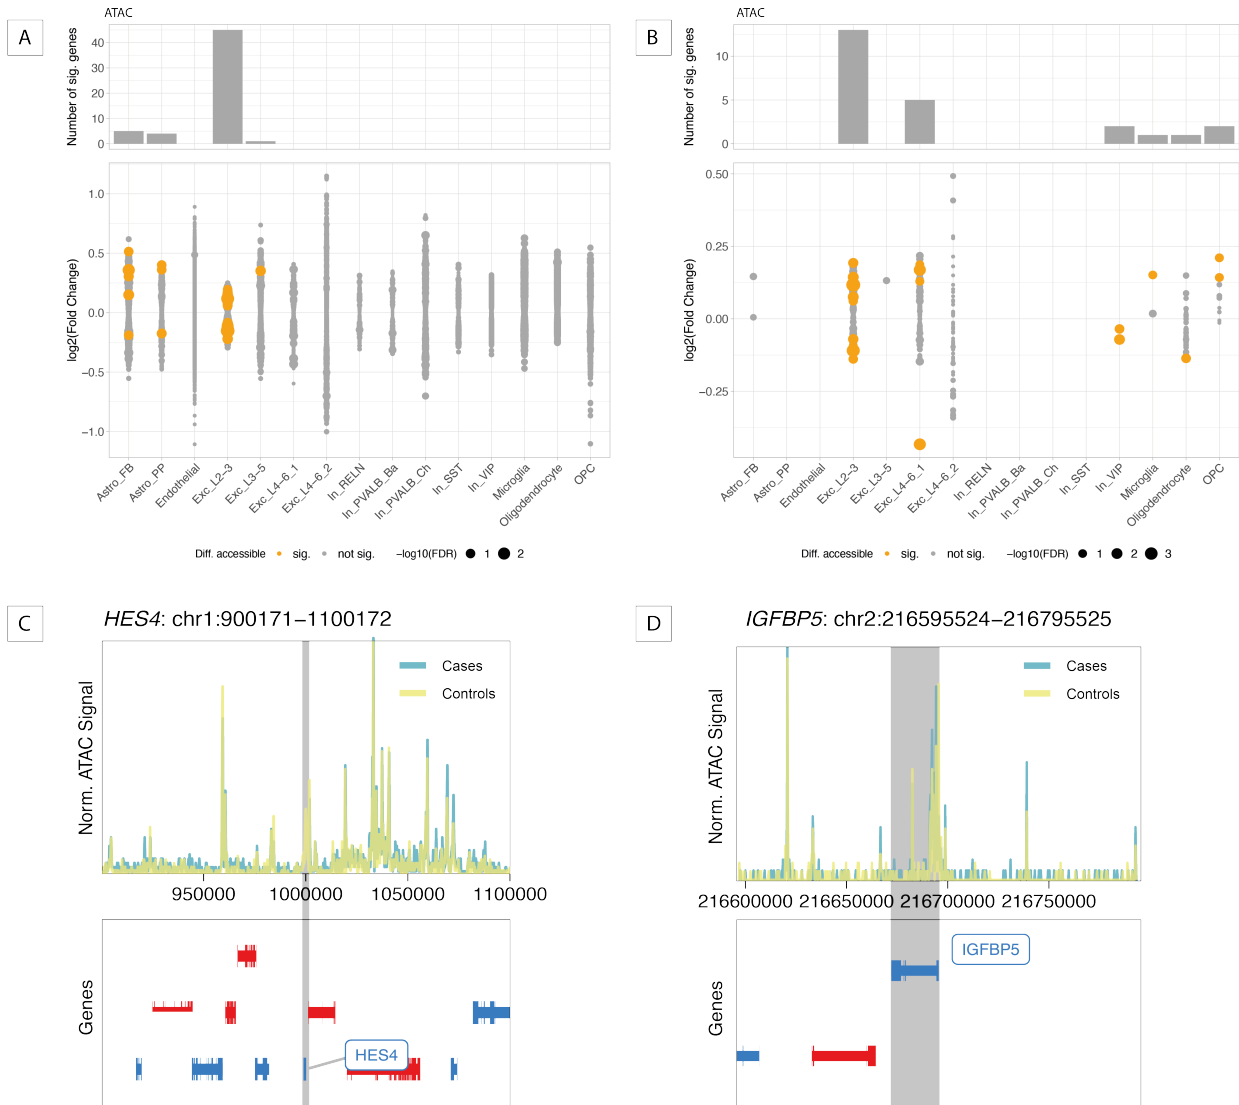 A
ATAC
Number of sig. genes
40
30
20
10
0
log2(Fold Change)
1.0
0.5
0.0
−0.5
−1.0
Astro_FB
Astro_PP
Endothelial
Exc_L2−3
Exc_L3−5
Exc_L4−6_1
Exc_L4−6_2
In_RELN
In_PVALB_Ba
In_PVALB_Ch
In_SST
In_VIP
Microglia
Oligodendrocyte
OPC
Diff. accessible sig. not sig. −log10(FDR) 1 2
B
ATAC
Number of sig. genes
10
5
0
log2(Fold Change)
0.50
0.25
0.00
−0.25
Astro_FB
Astro_PP
Endothelial
Exc_L2−3
Exc_L3−5
Exc_L4−6_1
Exc_L4−6_2
In_RELN
In_PVALB_Ba
In_PVALB_Ch
In_SST
In_VIP
Microglia
Oligodendrocyte
OPC
Diff. accessible sig. not sig. −log10(FDR) 1 2 3
C
HES4: chr1:900171−1100172
Norm. ATAC Signal
Cases
Controls
950000 1000000 1050000 1100000
Genes
HES4
D
IGFBP5: chr2:216595524−216795525
Norm. ATAC Signal
Cases
Controls
216600000 216650000 216700000 216750000
Genes
IGFBP5